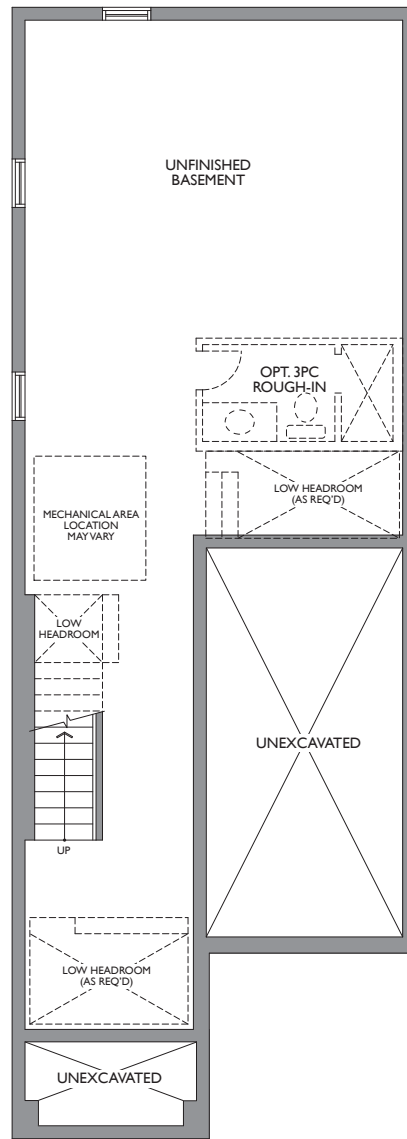 UNFINISHED
BASEMENT
OPT. 3PC
ROUGH-IN
LOW HEADROOM
(AS REQ'D)
MECHANICAL AREA
LOCATION
MAY VARY
LOW
HEADROOM
UNEXCAVATED
UP
LOW HEADROOM
(AS REQ'D)
UNEXCAVATED